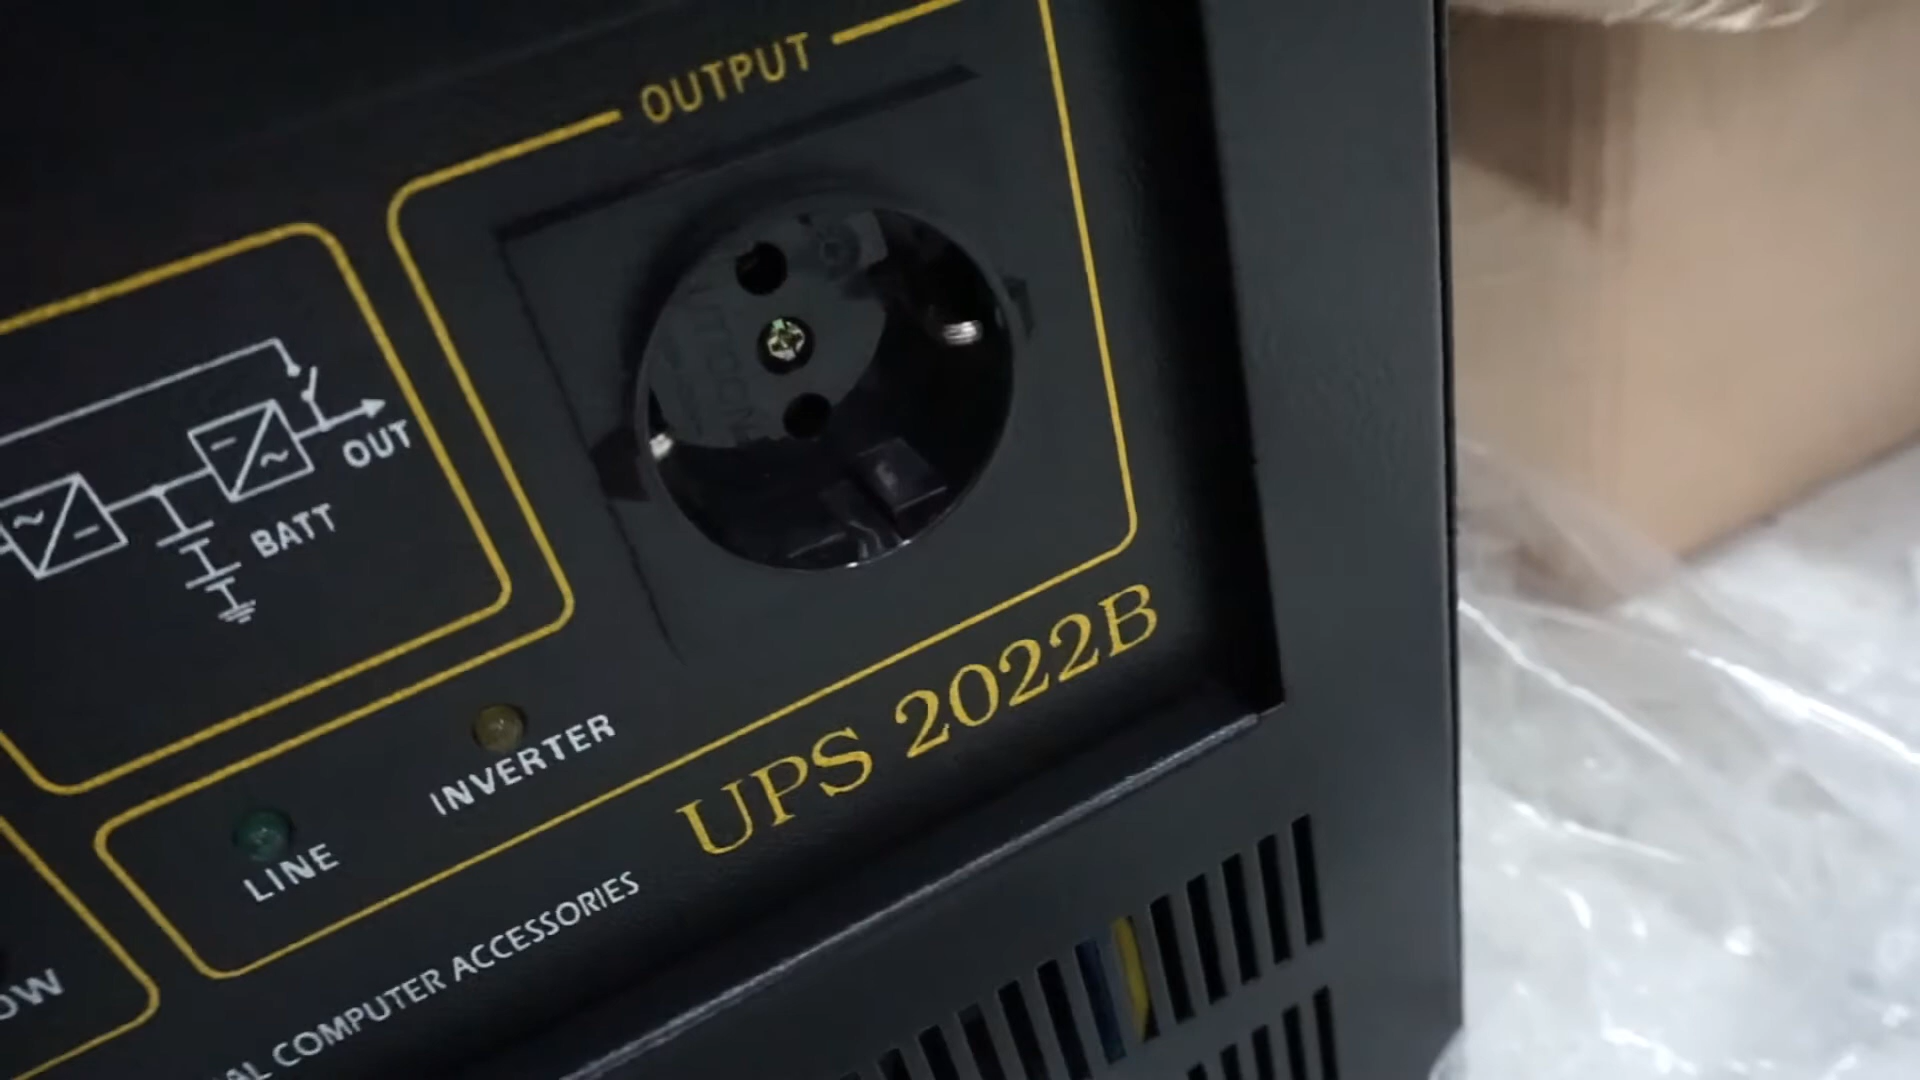 OUTPUT
OUT
BATT
INVERTER
LINE
UPS 2022B
COMPUTER ACCESSORIES